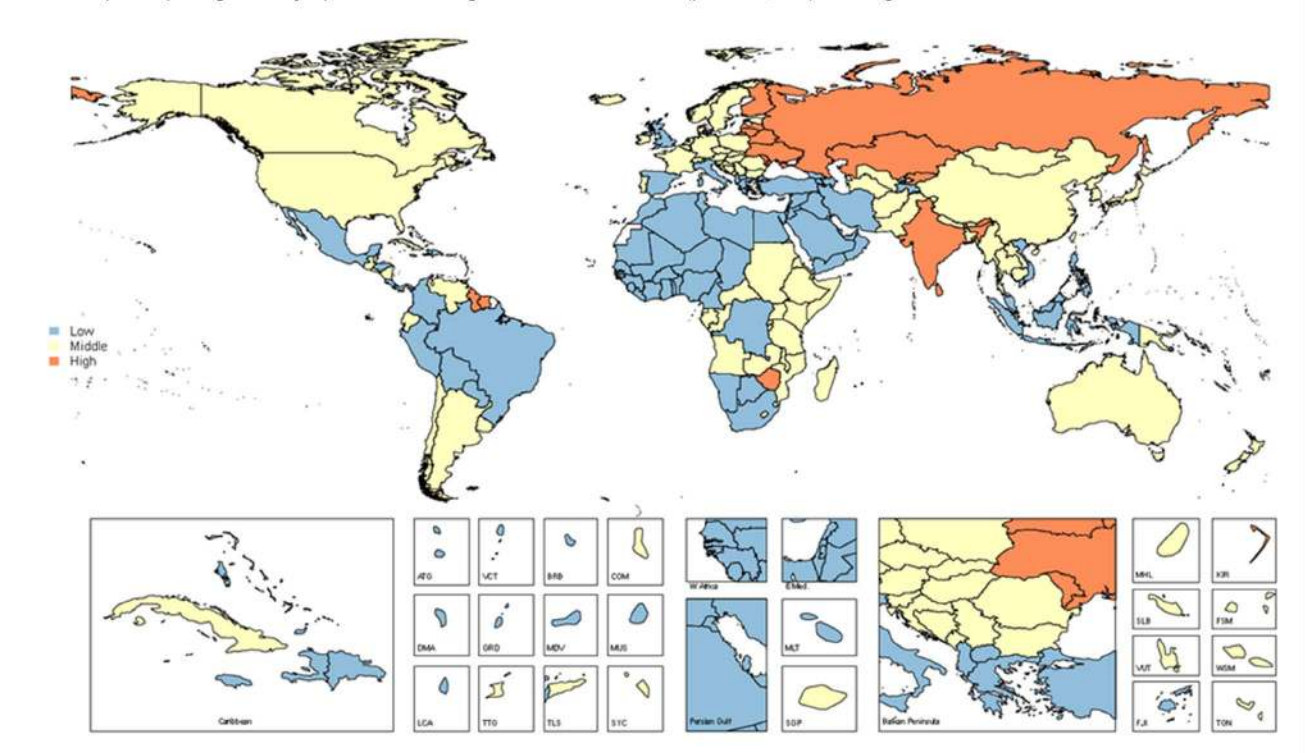 Low
Middle
High
ATG
VCT
BRB
COM
W Africa
E Med.
MHL
KIR
DMA
GRD
MDV
MUS
MLT
SLB
FSM
VUT
WSM
Caribbean
LCA
TTO
TLS
SYC
Persian Gulf
SGP
Balkan Peninsula
FJI
TON